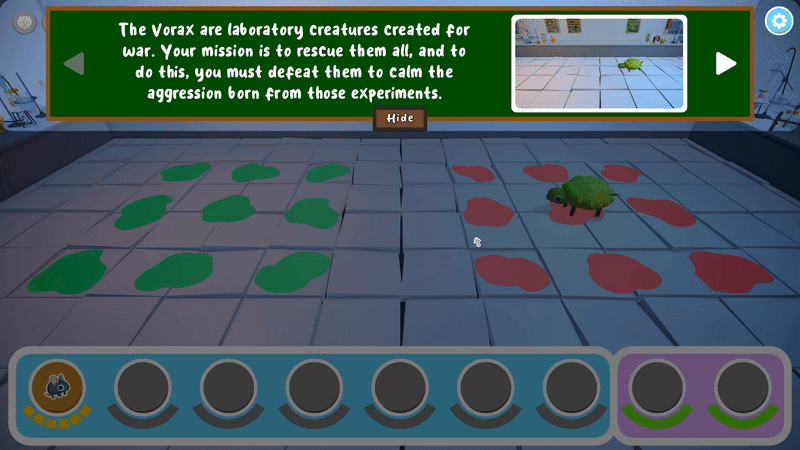 The Vorax are laboratory creatures created for
war. Your mission is to rescue them all, and to
do this, you must defeat them to calm the
aggression born from those experiments.
Hide